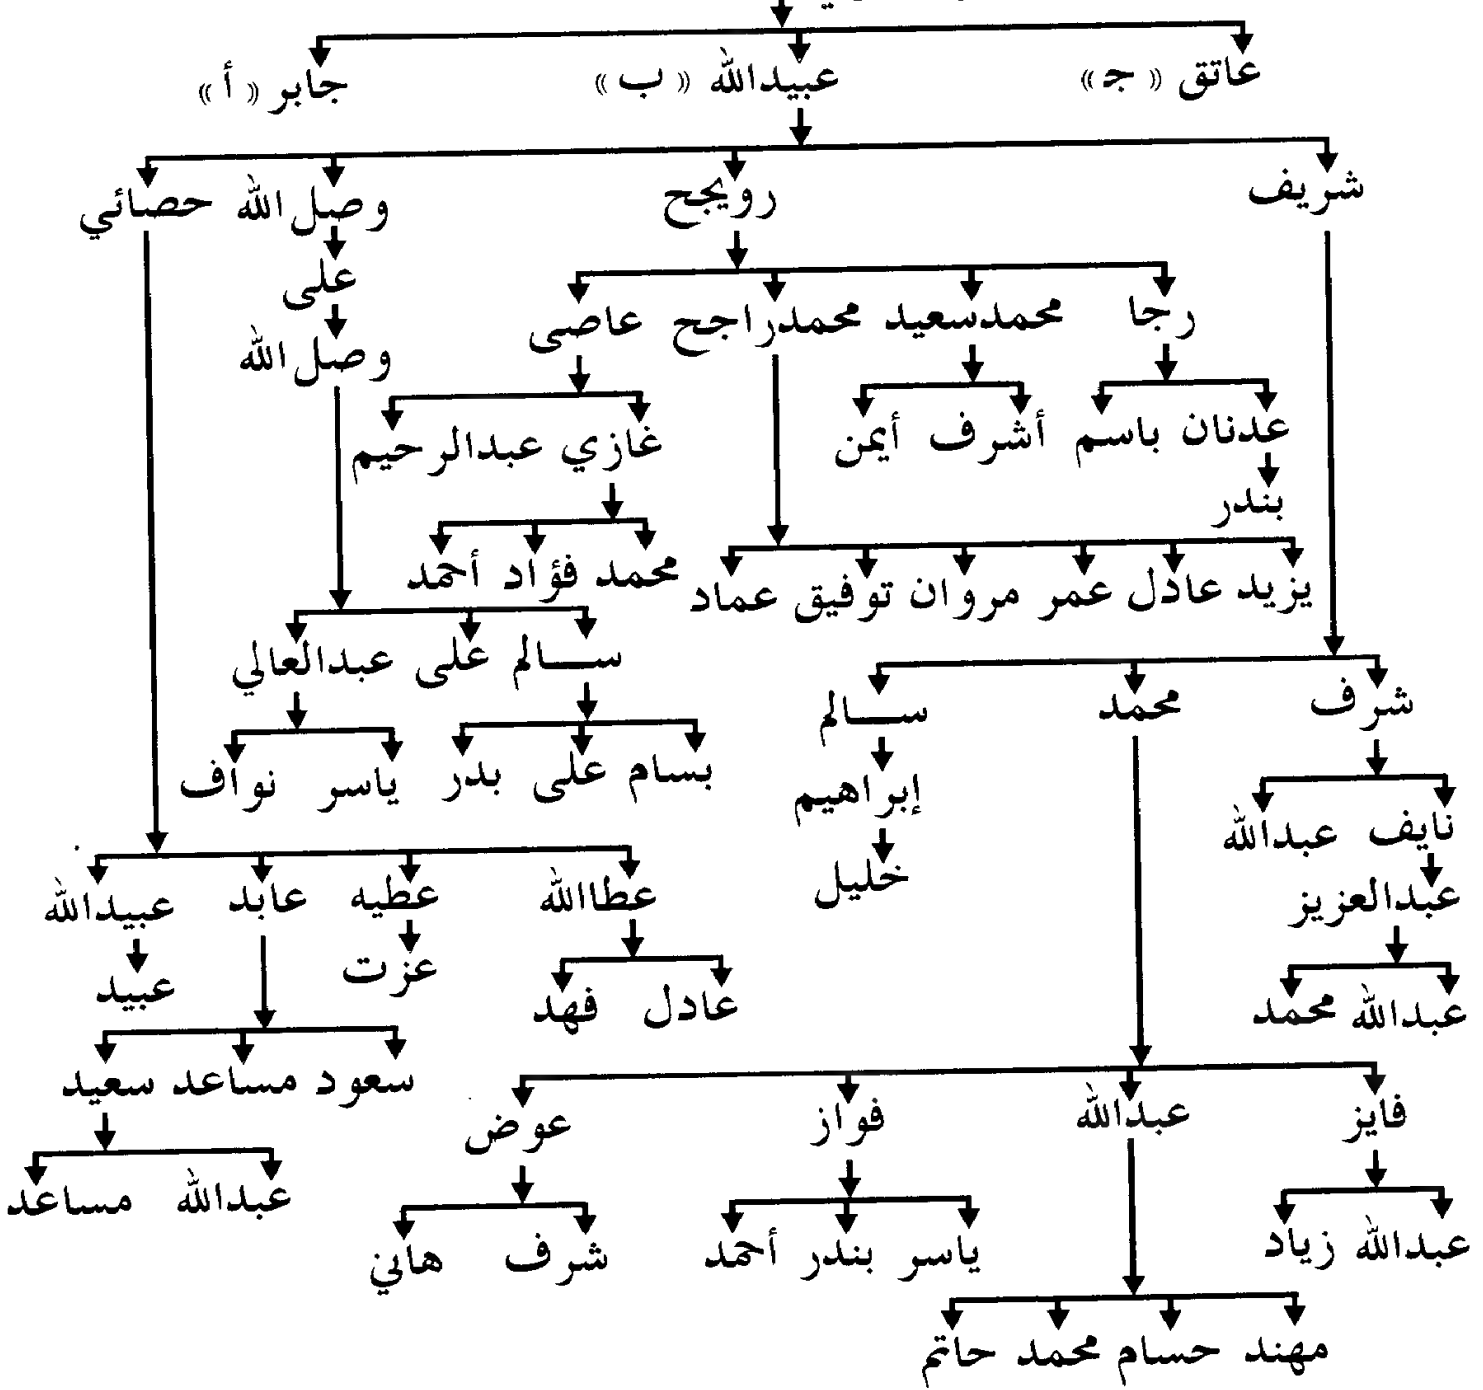 عاتق « ج » عبيدالله « ب » جابر « أ »
شريف رويجح وصل الله حصائي
على
رجا محمدسعيد محمدراجح عاصى
وصل الله
عدنان باسم أشرف أيمن غازي عبدالرحيم
بندر
محمد فؤاد أحمد
يزيد عادل عمر مروان توفيق عماد
سالم على عبدالعالي
شرف محمد سالم
بسام على بدر ياسر نواف
إبراهيم
نايف عبدالله
خليل
عطاالله عطيه عابد عبيدالله
عبدالعزيز
عزت
عبيد
عادل فهد
عبدالله محمد
سعود مساعد سعيد
فايز عبدالله فواز عوض
عبدالله مساعد
عبدالله زياد ياسر بندر أحمد شرف هاني
مهند حسام محمد حاتم